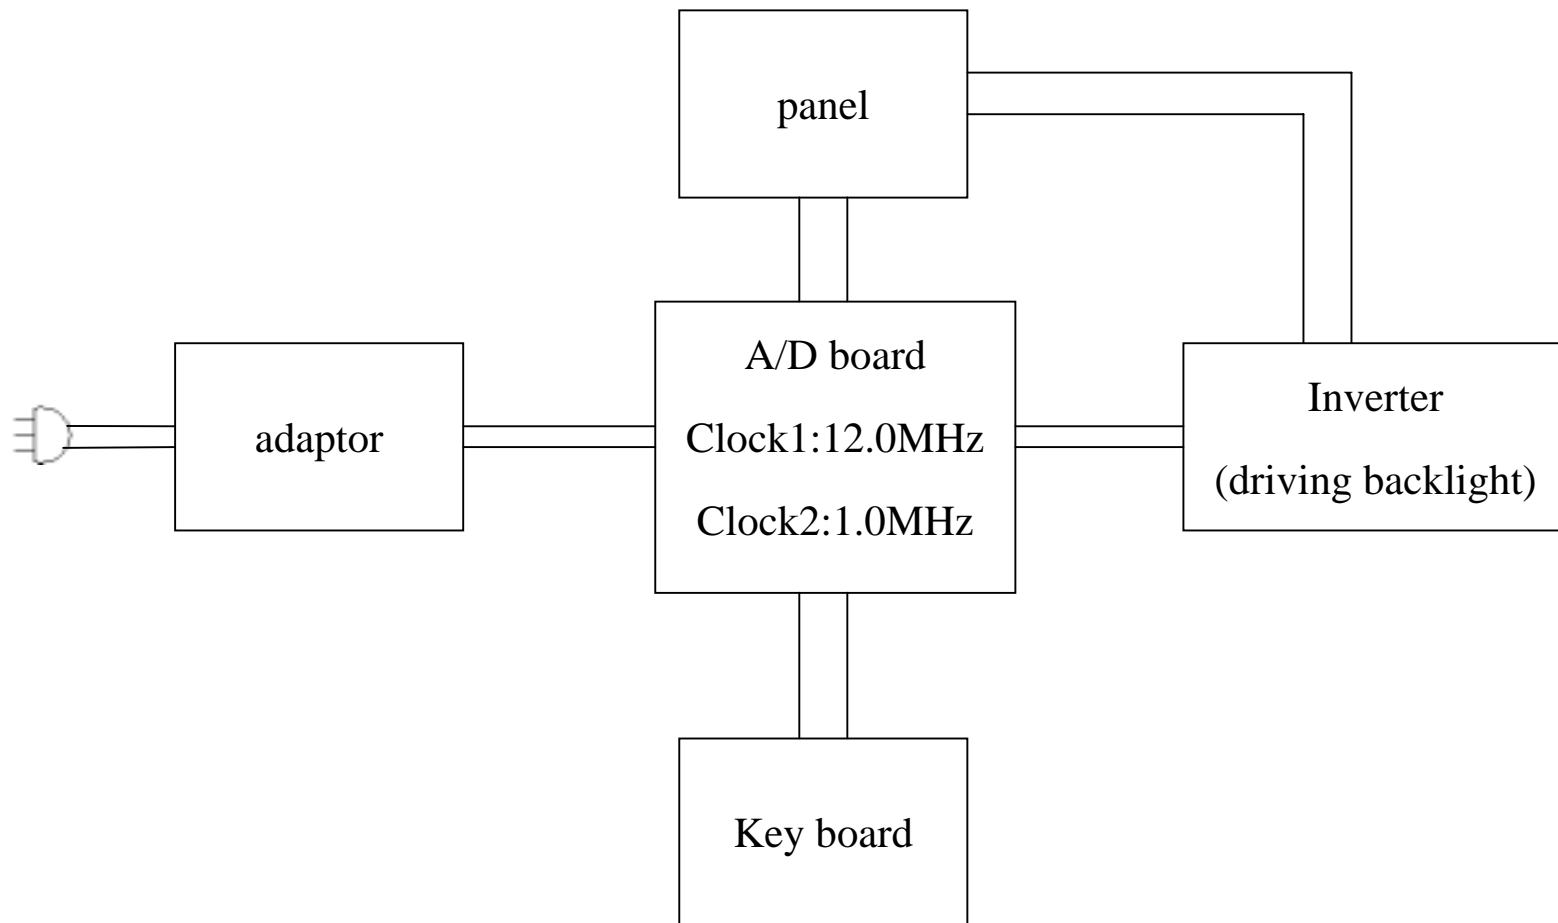 panel
A/D board
Clock1:12.0MHz
Clock2:1.0MHz
adaptor
Inverter
(driving backlight)
Key board